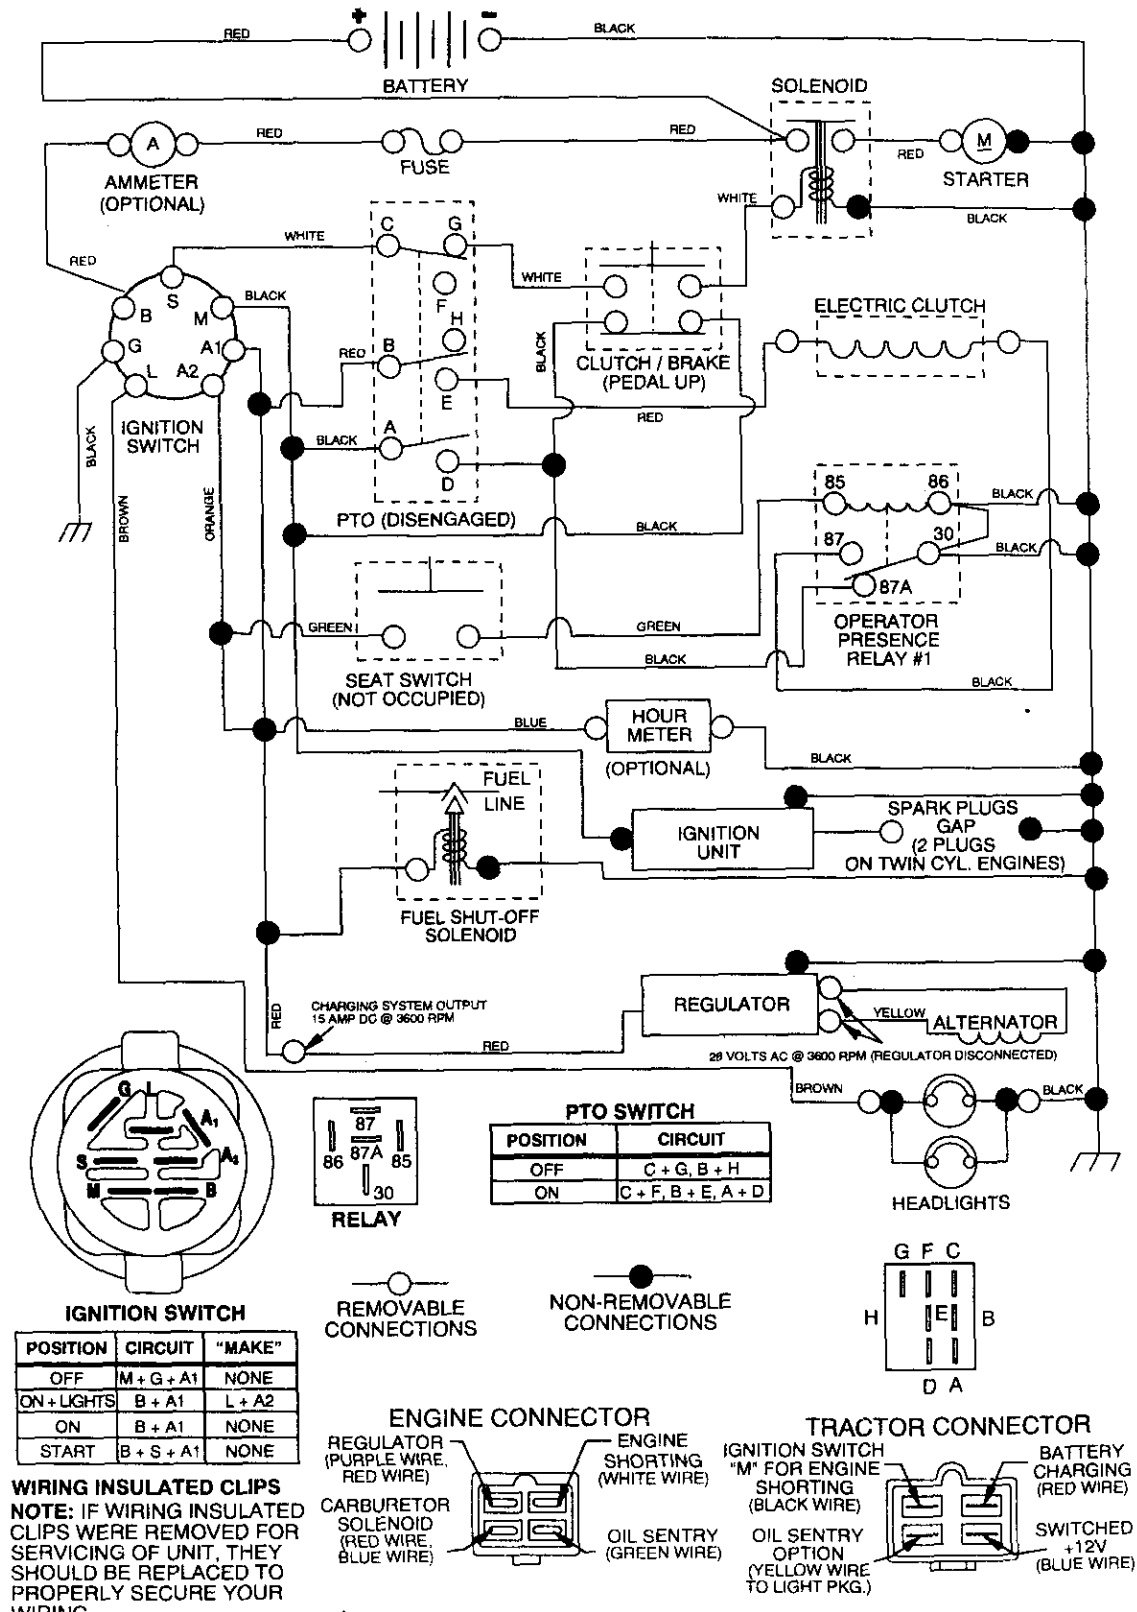 RED
+
-
BLACK
BATTERY
SOLENOID
A
RED
FUSE
RED
RED
M
STARTER
AMMETER
(OPTIONAL)
WHITE
BLACK
RED
WHITE
C
G
WHITE
S
BLACK
B
M
F
H
ELECTRIC CLUTCH
G
A1
RED
B
BLACK
CLUTCH / BRAKE
(PEDAL UP)
L
A2
E
RED
IGNITION
SWITCH
BLACK
BLACK
A
D
BROWN
ORANGE
PTO (DISENGAGED)
BLACK
85
86
BLACK
87
30
BLACK
87A
OPERATOR
PRESENCE
RELAY #1
GREEN
GREEN
SEAT SWITCH
(NOT OCCUPIED)
BLACK
BLACK
BLUE
HOUR
METER
(OPTIONAL)
BLACK
FUEL
LINE
IGNITION
UNIT
SPARK PLUGS
GAP
(2 PLUGS
ON TWIN CYL. ENGINES)
FUEL SHUT-OFF
SOLENOID
RED
CHARGING SYSTEM OUTPUT
15 AMP DC @ 3600 RPM
RED
REGULATOR
YELLOW
ALTERNATOR
28 VOLTS AC @ 3600 RPM (REGULATOR DISCONNECTED)
BROWN
BLACK
HEADLIGHTS
G
L
A1
S
A2
M
B
IGNITION SWITCH
87
87A
86
85
30
RELAY
PTO SWITCH
POSITION CIRCUIT
OFF C + G, B + H
ON C + F, B + E, A + D
REMOVABLE
CONNECTIONS
NON-REMOVABLE
CONNECTIONS
G F C
H E B
D A
POSITION CIRCUIT "MAKE"
OFF M + G + A1 NONE
ON + LIGHTS B + A1 L + A2
ON B + A1 NONE
START B + S + A1 NONE
WIRING INSULATED CLIPS
NOTE: IF WIRING INSULATED
CLIPS WERE REMOVED FOR
SERVICING OF UNIT, THEY
SHOULD BE REPLACED TO
PROPERLY SECURE YOUR
WIRING
ENGINE CONNECTOR
REGULATOR
(PURPLE WIRE,
RED WIRE)
ENGINE
SHORTING
(WHITE WIRE)
CARBURETOR
SOLENOID
(RED WIRE,
BLUE WIRE)
OIL SENTRY
(GREEN WIRE)
TRACTOR CONNECTOR
IGNITION SWITCH
"M" FOR ENGINE
SHORTING
(BLACK WIRE)
BATTERY
CHARGING
(RED WIRE)
OIL SENTRY
OPTION
(YELLOW WIRE
TO LIGHT PKG.)
SWITCHED
+12V
(BLUE WIRE)